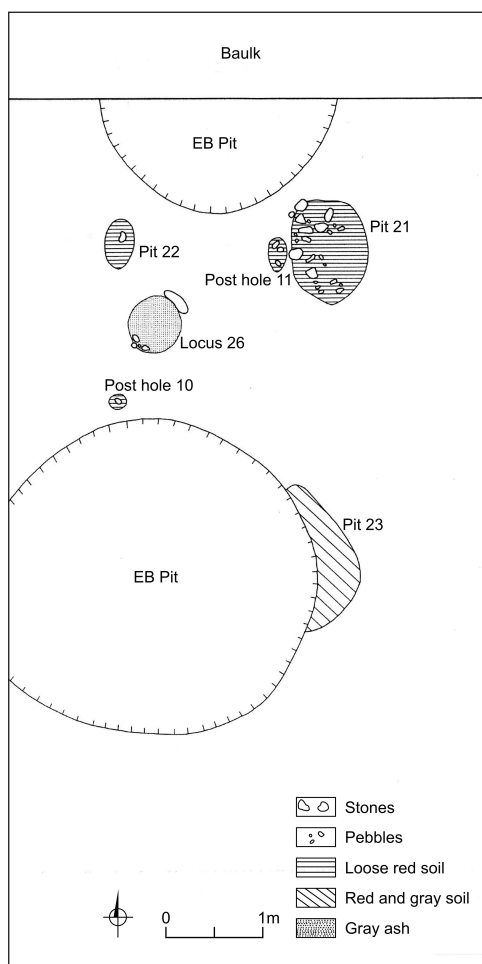 Baulk
EB Pit
Pit 21
Pit 22
Post hole 11
Locus 26
Post hole 10
Pit 23
EB Pit
Stones
Pebbles
Loose red soil
Red and gray soil
Gray ash
0 1m